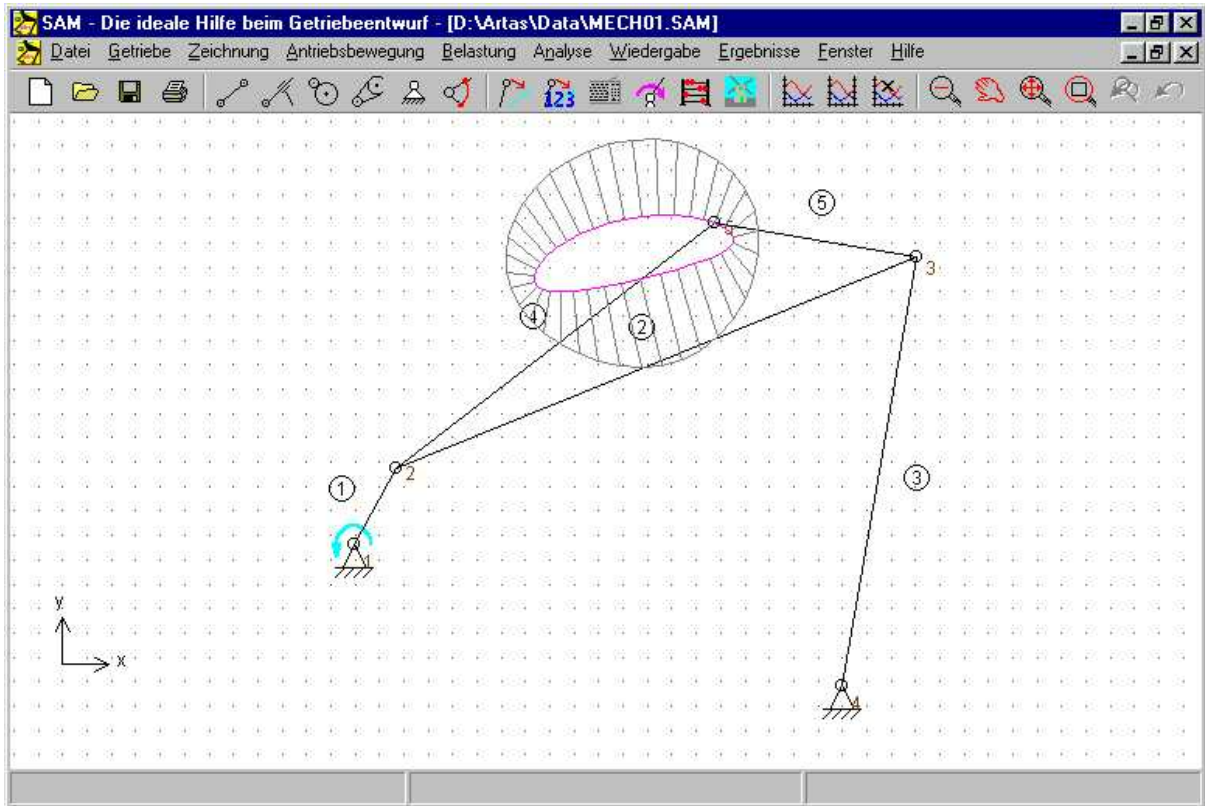 SAM - Die ideale Hilfe beim Getriebeentwurf - [D:\Artas\Data\MECH01.SAM]
Datei Getriebe Zeichnung Antriebsbewegung Belastung Analyse Wiedergabe Ergebnisse Fenster Hilfe
123
5
5
3
4
2
2
3
1
1
y
x
4